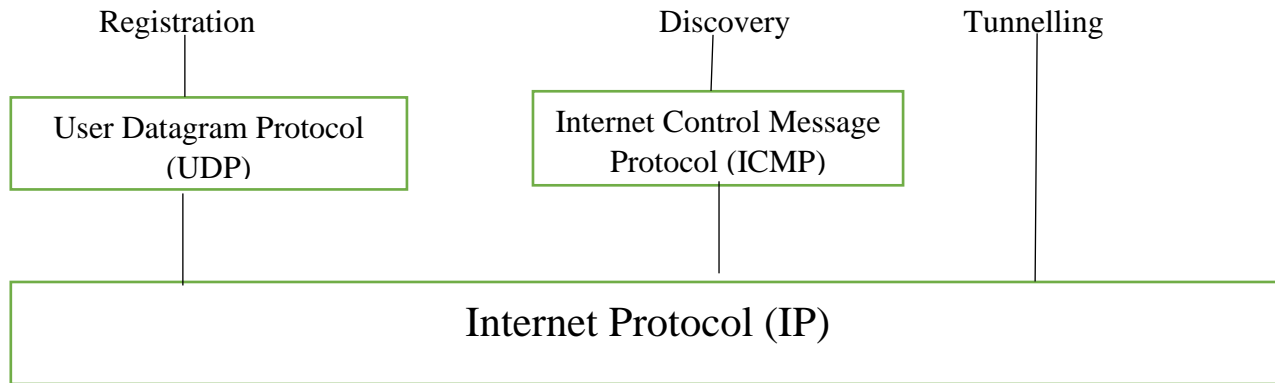 Registration
Discovery
Tunnelling
User Datagram Protocol
(UDP)
Internet Control Message
Protocol (ICMP)
Internet Protocol (IP)